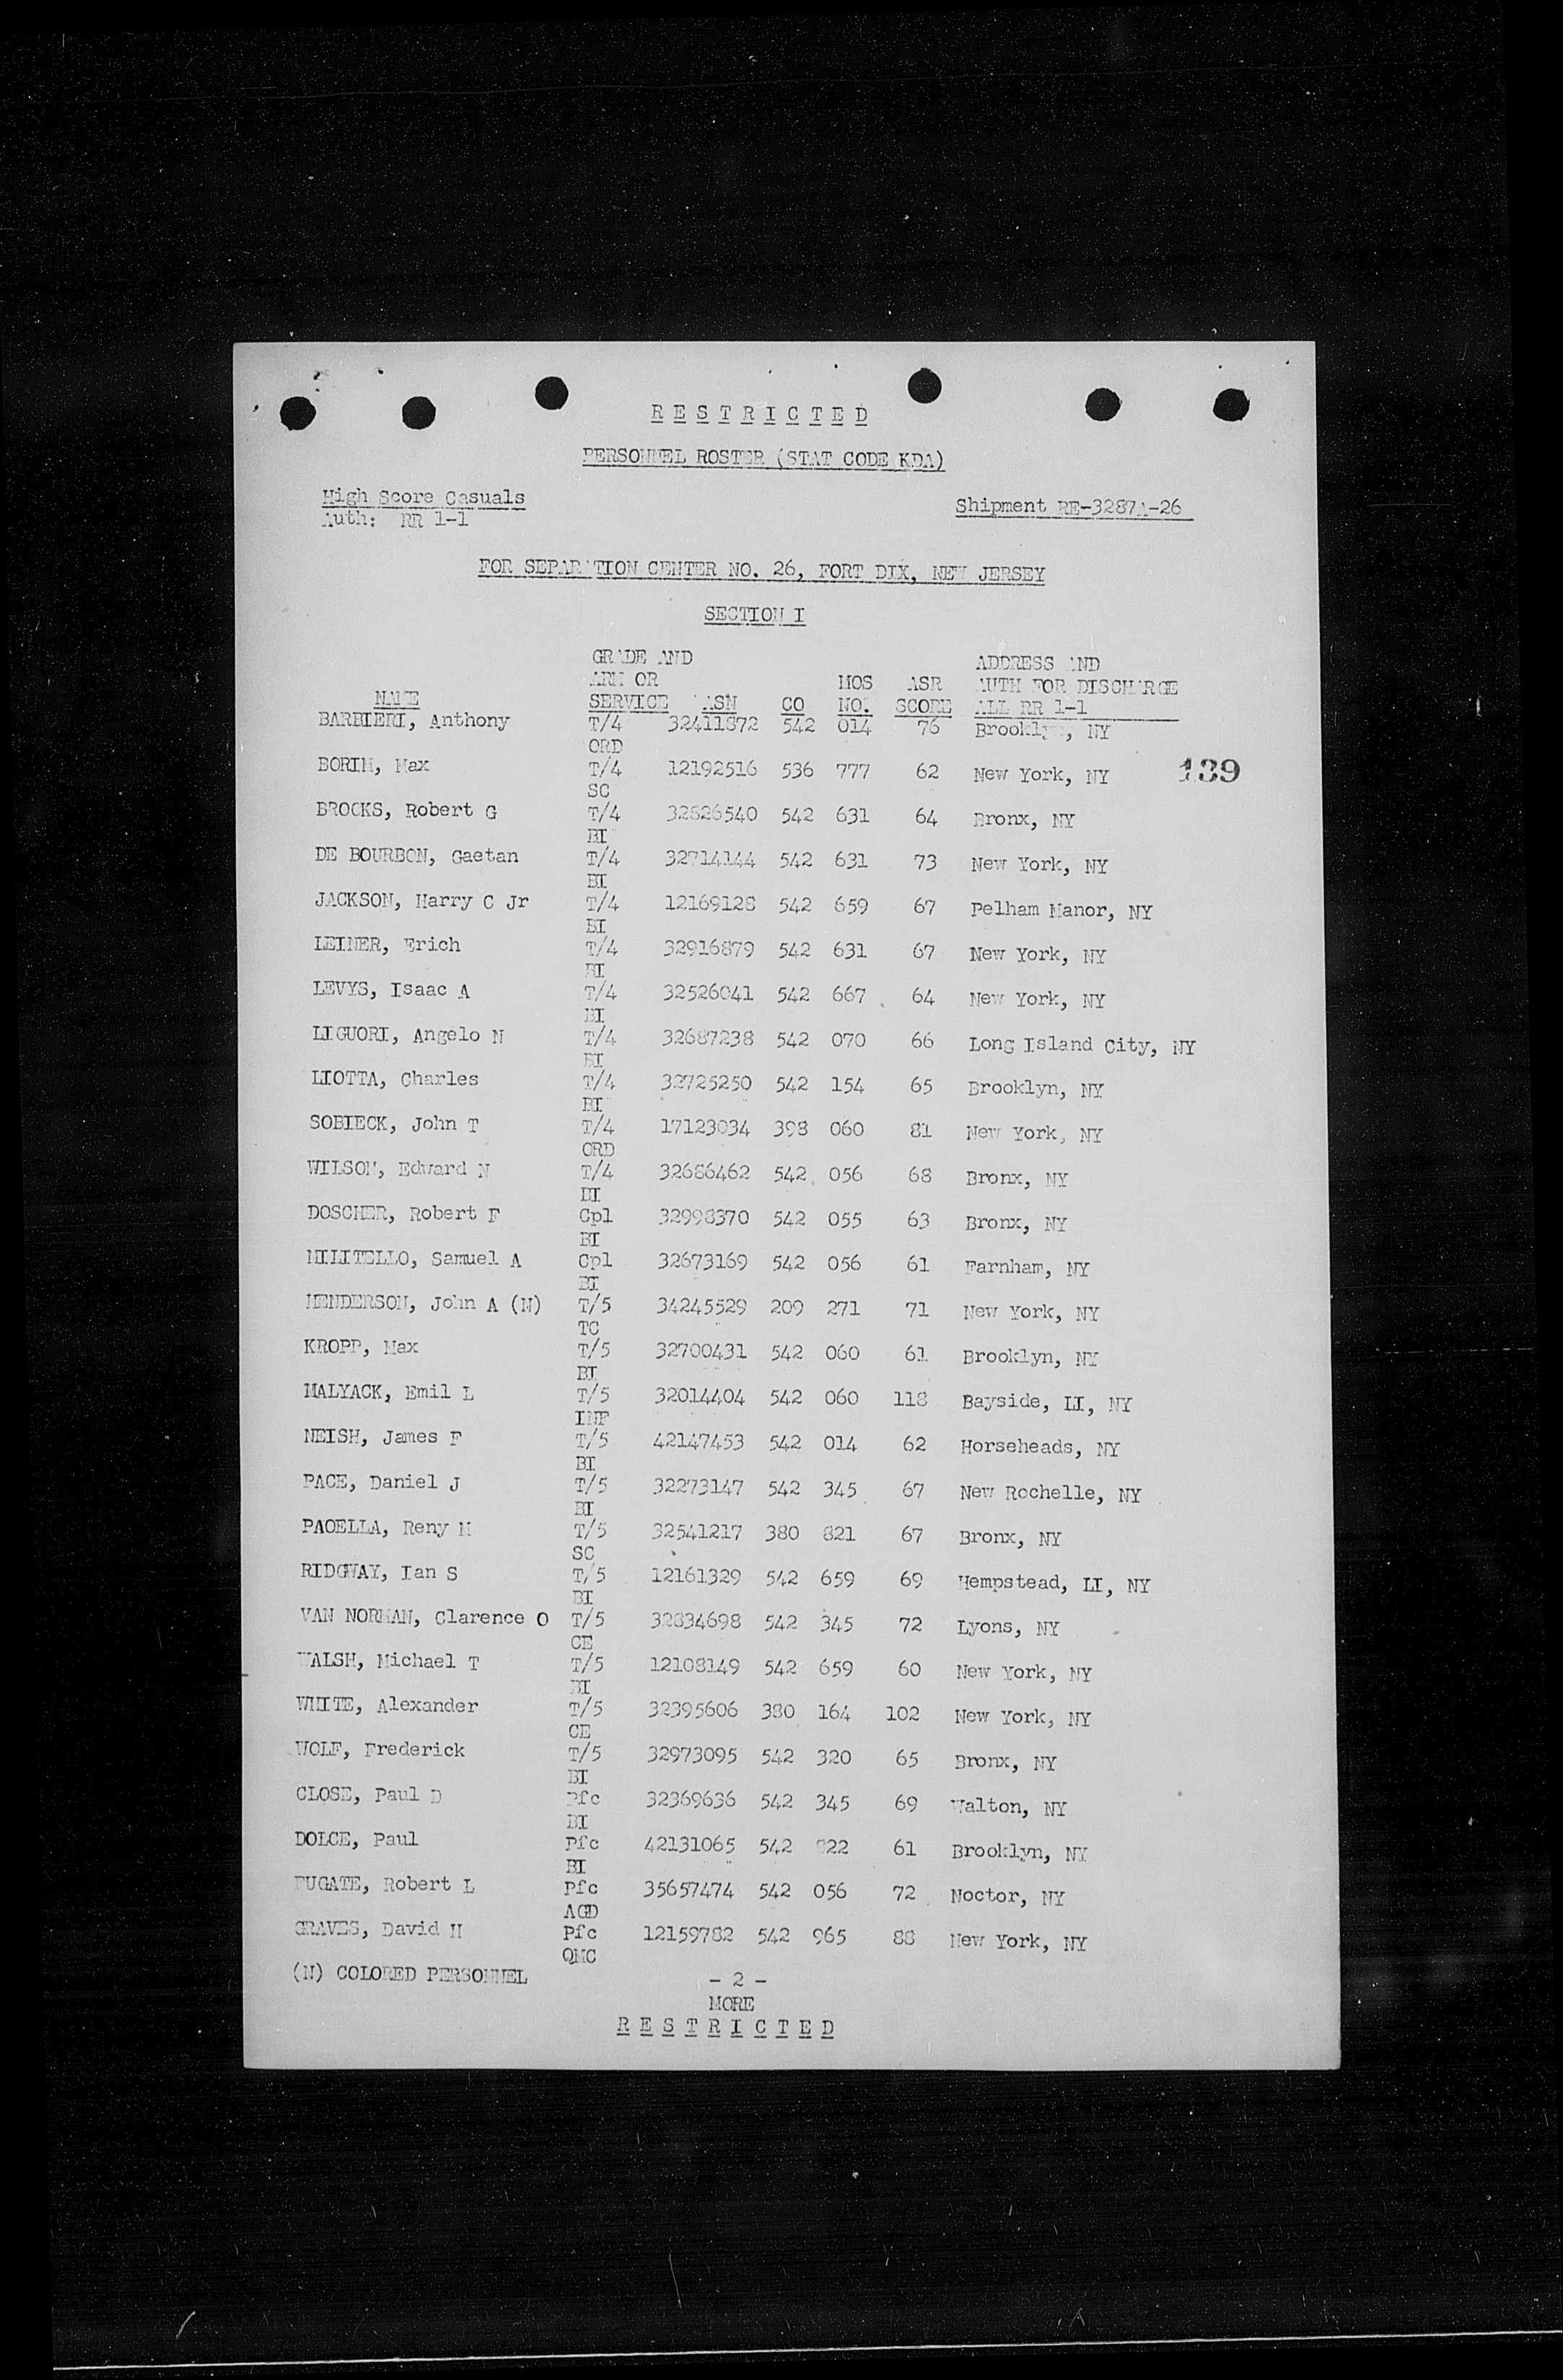 R E S T R I C T E D
PERSONNEL ROSTER (STAT CODE KDA)
High Score Casuals
Auth: RR 1-1
Shipment RE-3287A-26
FOR SEPARATION CENTER NO. 26, FORT DIX, NEW JERSEY
SECTION I
GRADE AND ADDRESS AND
ARM OR MOS ASR AUTH FOR DISCHARGE
NAME SERVICE ASN CO NO. SCORE ALL RR 1-1
BARBIERI, Anthony T/4 32411872 542 014 76 Brooklyn, NY
ORD
BORIM, Max T/4 12192516 536 777 62 New York, NY 139
SC
BROCKS, Robert G T/4 32826540 542 631 64 Bronx, NY
BI
DE BOURBON, Gaetan T/4 32714144 542 631 73 New York, NY
BI
JACKSON, Harry C Jr T/4 12169128 542 659 67 Pelham Manor, NY
BI
LEINER, Erich T/4 32916879 542 631 67 New York, NY
BI
LEVYS, Isaac A T/4 32526041 542 667 64 New York, NY
BI
LIGUORI, Angelo N T/4 32687238 542 070 66 Long Island City, NY
BI
LIOTTA, Charles T/4 32725250 542 154 65 Brooklyn, NY
BI
SOBIECK, John T T/4 17123034 398 060 81 New York, NY
ORD
WILSON, Edward N T/4 32686462 542 056 68 Bronx, NY
BI
DOSCHER, Robert F Cpl 32998370 542 055 63 Bronx, NY
BI
MILITELLO, Samuel A Cpl 32673169 542 056 61 Farnham, NY
BI
HENDERSON, John A (N) T/5 34245529 209 271 71 New York, NY
TC
KROPP, Max T/5 32700431 542 060 61 Brooklyn, NY
BI
MALYACK, Emil L T/5 32014404 542 060 118 Bayside, LI, NY
INF
NEISH, James F T/5 42147453 542 014 62 Horseheads, NY
BI
PACE, Daniel J T/5 32273147 542 345 67 New Rochelle, NY
BI
PAOELLA, Reny M T/5 32541217 380 821 67 Bronx, NY
SC
RIDGWAY, Ian S T/5 12161329 542 659 69 Hempstead, LI, NY
BI
VAN NORMAN, Clarence O T/5 32834698 542 345 72 Lyons, NY
CE
WALSH, Michael T T/5 12108149 542 659 60 New York, NY
BI
WHITE, Alexander T/5 32395606 380 164 102 New York, NY
CE
WOLF, Frederick T/5 32973095 542 320 65 Bronx, NY
BI
CLOSE, Paul D Pfc 32369636 542 345 69 Walton, NY
BI
DOLCE, Paul Pfc 42131065 542 61 Brooklyn, NY
BI
FUGATE, Robert L Pfc 35657474 542 056 72 Noctor, NY
AGD
GRAVES, David H Pfc 12159782 542 965 88 New York, NY
QMC
(N) COLORED PERSONNEL
- 2 -
MORE
R E S T R I C T E D